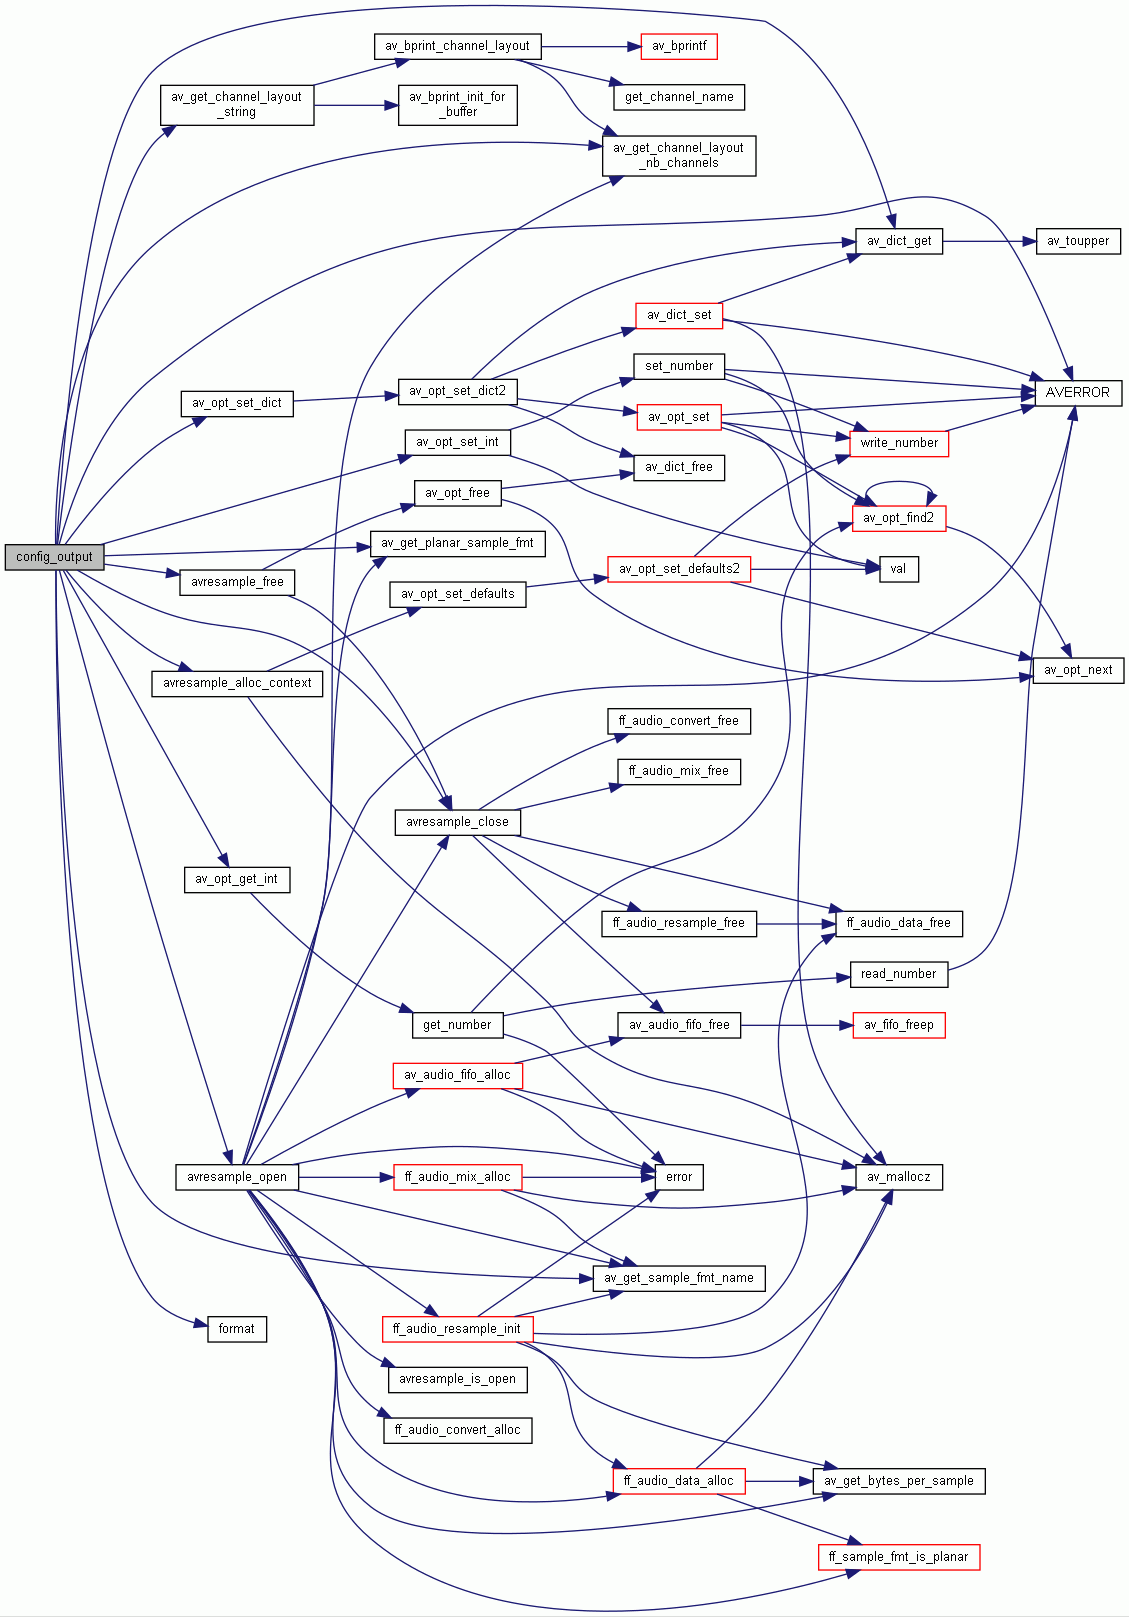 av_bprint_channel_layout
av_bprintf
av_get_channel_layout
_string
av_bprint_init_for
_buffer
get_channel_name
av_get_channel_layout
_nb_channels
av_dict_get
av_toupper
av_dict_set
set_number
av_opt_set_dict
av_opt_set_dict2
AVERROR
av_opt_set
av_opt_set_int
write_number
av_dict_free
av_opt_free
av_opt_find2
config_output
av_get_planar_sample_fmt
avresample_free
av_opt_set_defaults
av_opt_set_defaults2
val
avresample_alloc_context
av_opt_next
ff_audio_convert_free
ff_audio_mix_free
avresample_close
av_opt_get_int
ff_audio_resample_free
ff_audio_data_free
read_number
get_number
av_audio_fifo_free
av_fifo_freep
av_audio_fifo_alloc
avresample_open
ff_audio_mix_alloc
error
av_mallocz
av_get_sample_fmt_name
format
ff_audio_resample_init
avresample_is_open
ff_audio_convert_alloc
ff_audio_data_alloc
av_get_bytes_per_sample
ff_sample_fmt_is_planar